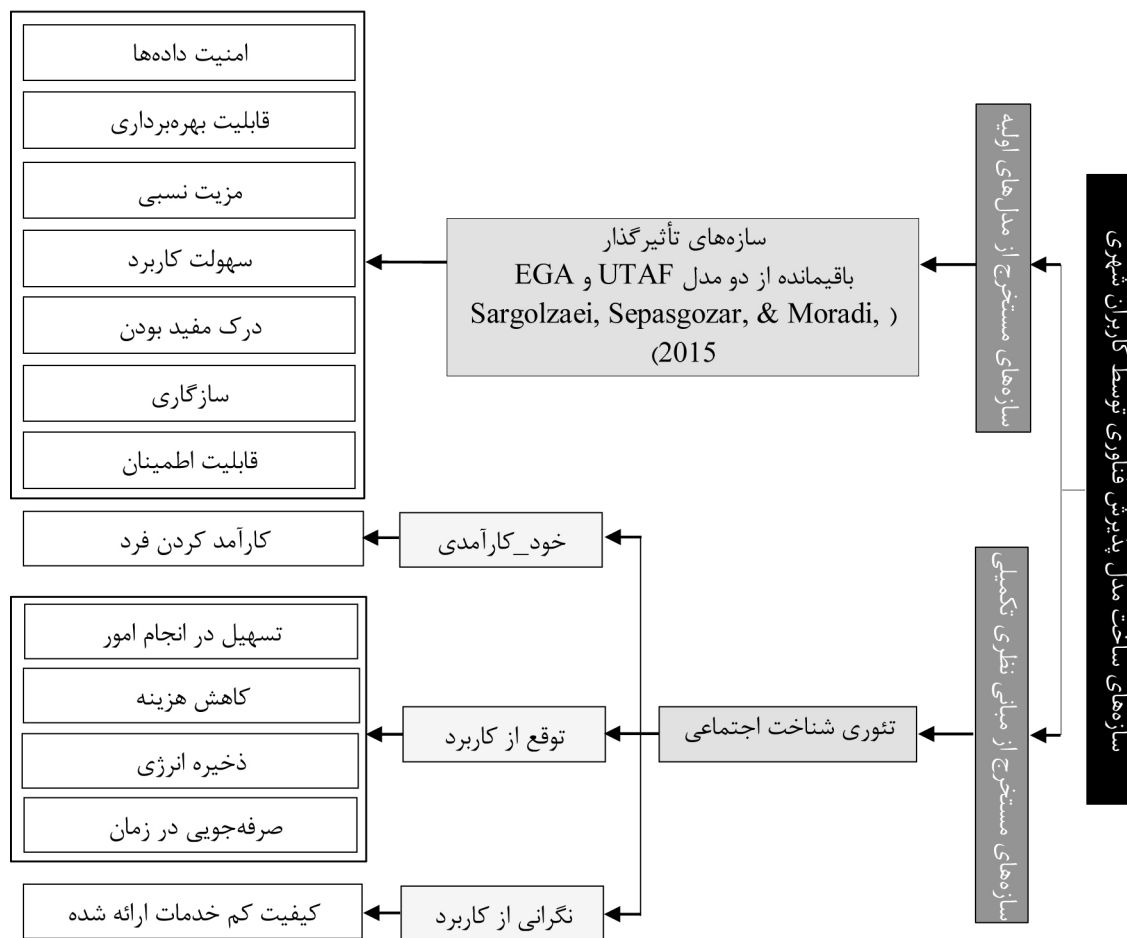 سازه‌های ساخت مدل پذیرش فناوری توسط کاربران شهری
سازه‌های مستخرج از مدل‌های اولیه
سازه‌های تأثیرگذار
باقیمانده از دو مدل UTAF و EGA
( Sargolzaei, Sepasgozar, & Moradi,
2015)
امنیت داده‌ها
قابلیت بهره‌برداری
مزیت نسبی
سهولت کاربرد
درک مفید بودن
سازگاری
قابلیت اطمینان
سازه‌های مستخرج از مبانی نظری تکمیلی
تئوری شناخت اجتماعی
خود_کارآمدی
کارآمد کردن فرد
توقع از کاربرد
تسهیل در انجام امور
کاهش هزینه
ذخیره انرژی
صرفه‌جویی در زمان
نگرانی از کاربرد
کیفیت کم خدمات ارائه شده